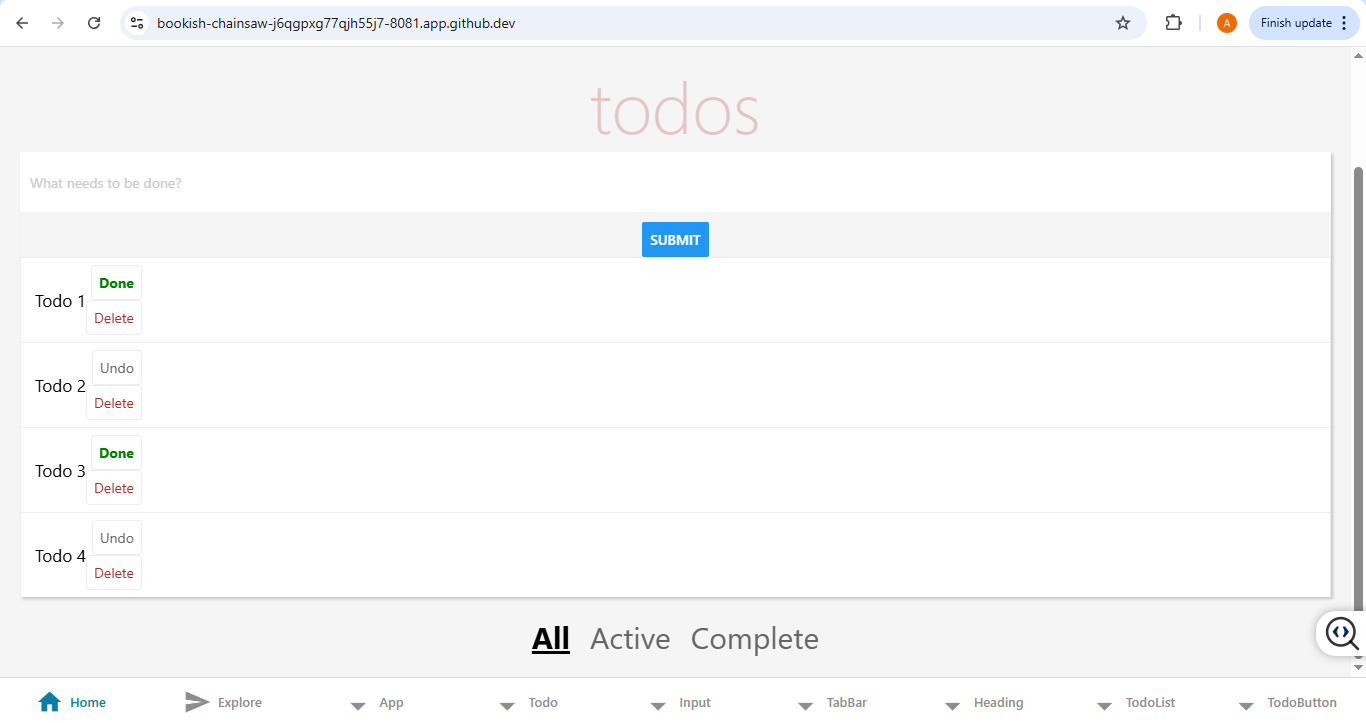 bookish-chainsaw-j6qgpxg77qjh55j7-8081.app.github.dev
A
Finish update
todos
What needs to be done?
SUBMIT
Todo 1
Done
Delete
Todo 2
Undo
Delete
Todo 3
Done
Delete
Todo 4
Undo
Delete
All Active Complete
Home Explore App Todo Input TabBar Heading TodoList TodoButton